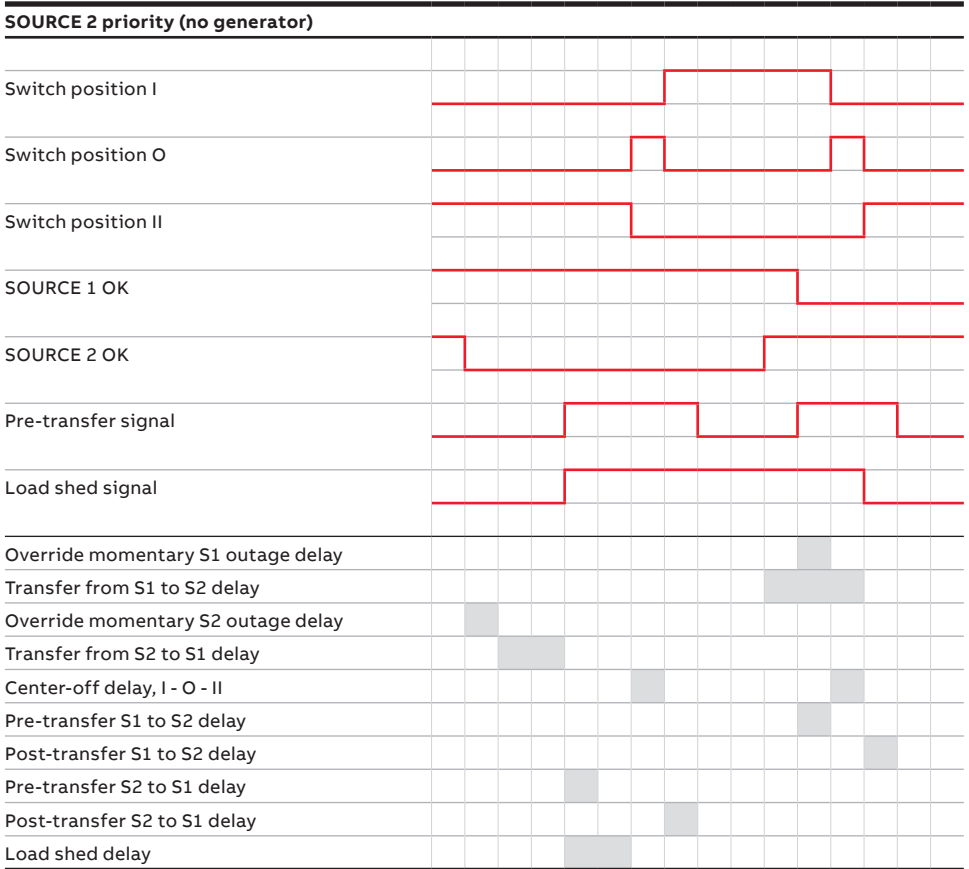 SOURCE 2 priority (no generator)
Switch position I
Switch position O
Switch position II
SOURCE 1 OK
SOURCE 2 OK
Pre-transfer signal
Load shed signal
Override momentary S1 outage delay
Transfer from S1 to S2 delay
Override momentary S2 outage delay
Transfer from S2 to S1 delay
Center-off delay, I - O - II
Pre-transfer S1 to S2 delay
Post-transfer S1 to S2 delay
Pre-transfer S2 to S1 delay
Post-transfer S2 to S1 delay
Load shed delay